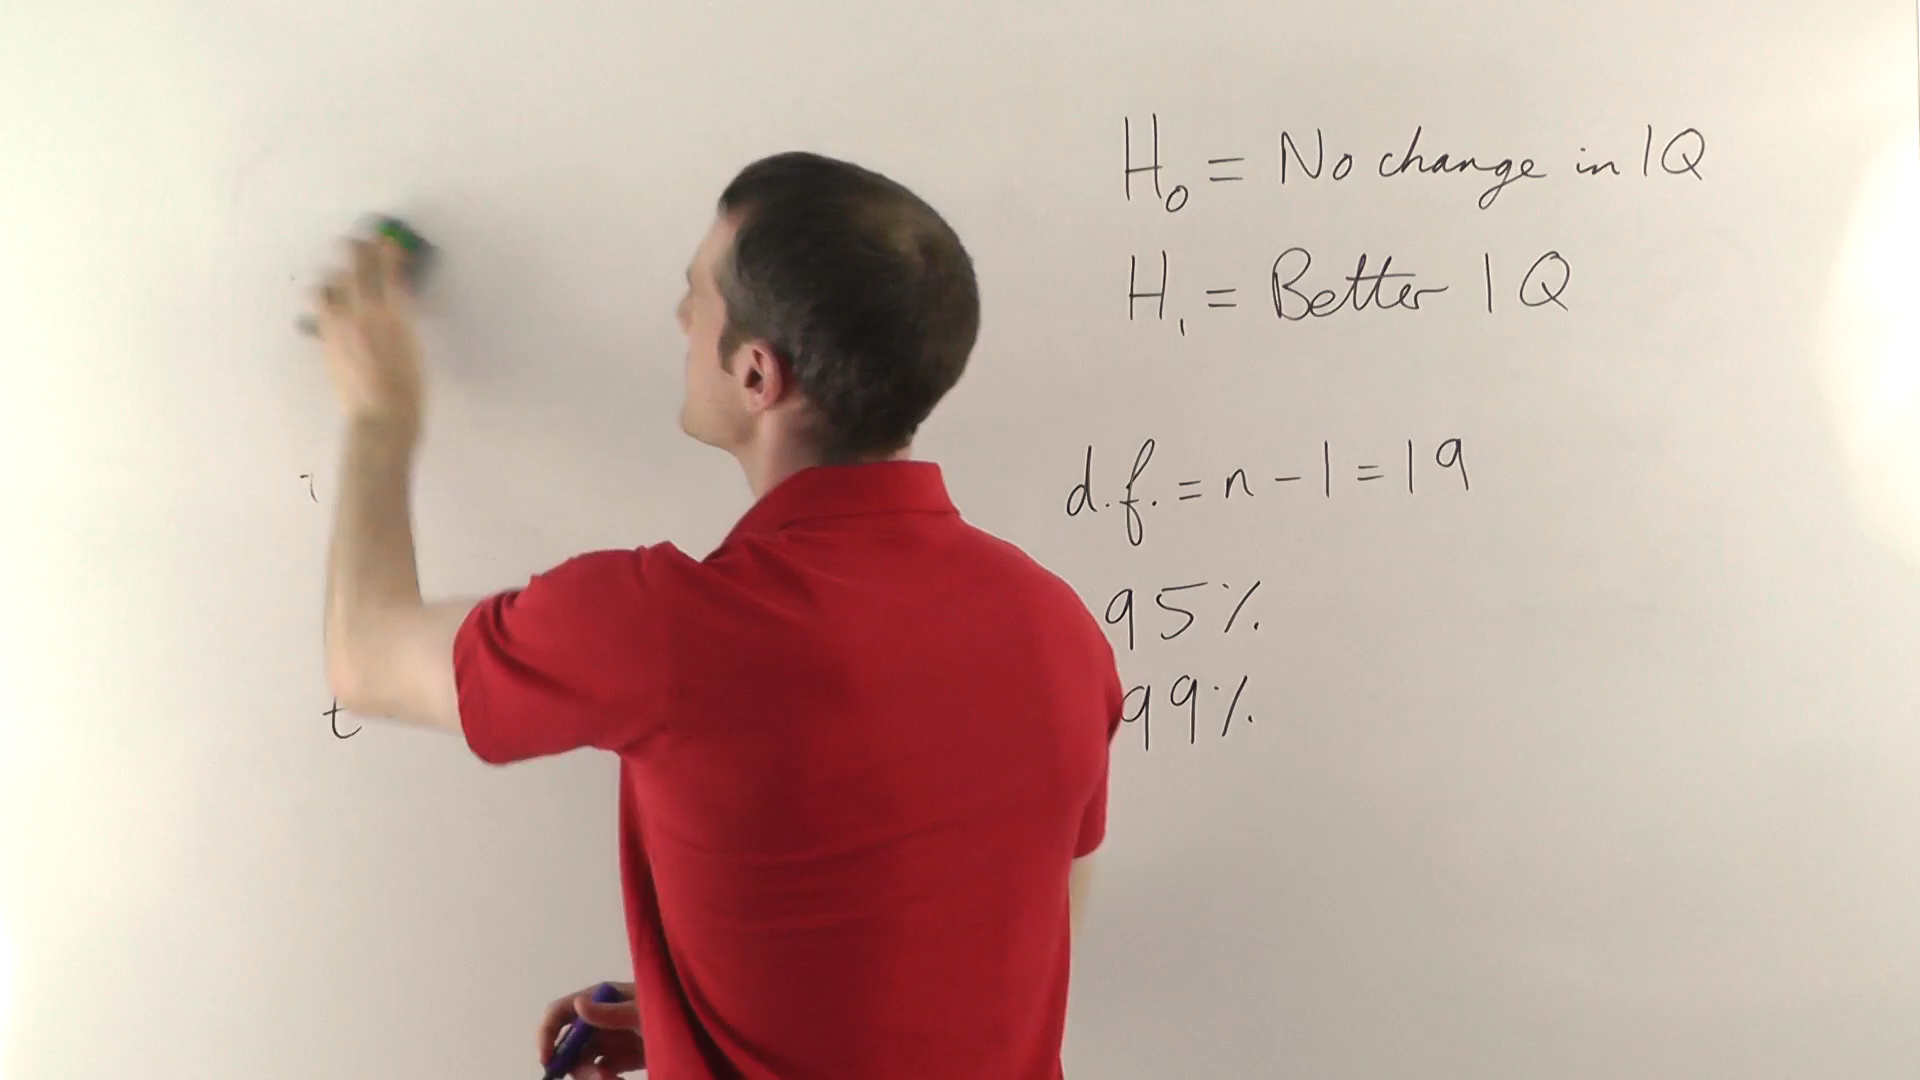 H₀ = No change in IQ
H₁ = Better IQ
d.f. = n - 1 = 19
95%
99%
t